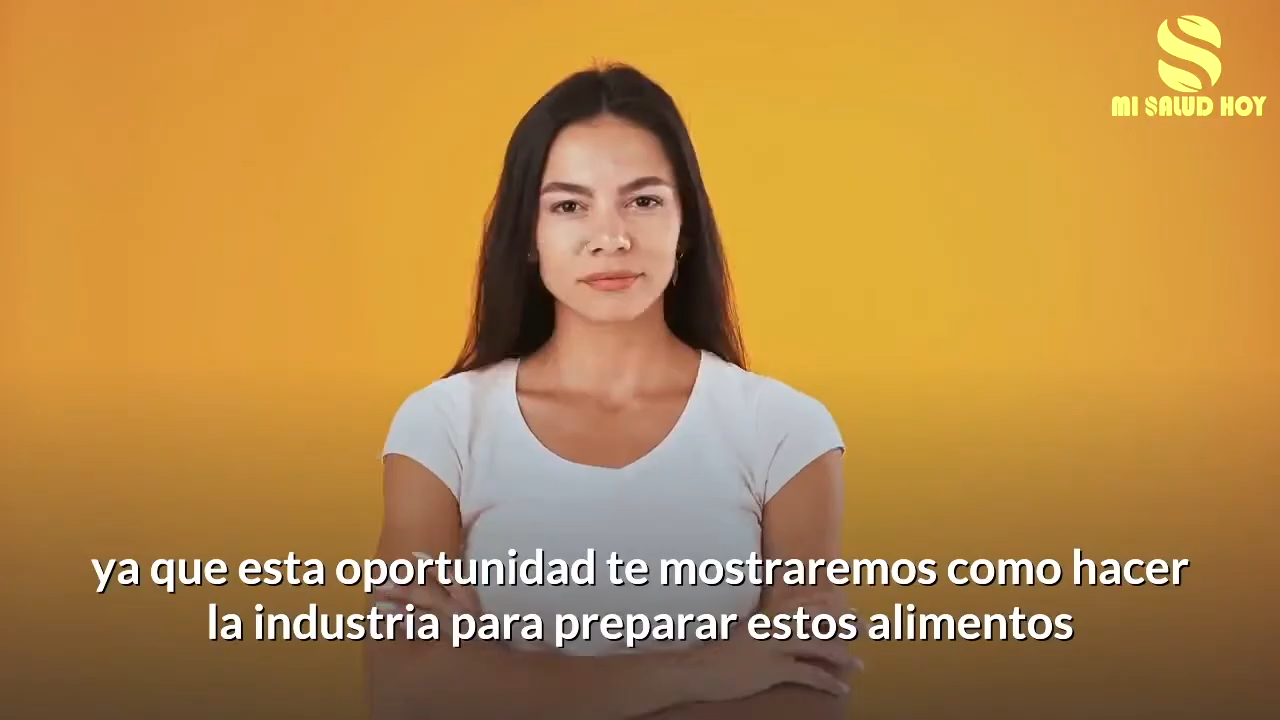 MI SALUD HOY
ya que esta oportunidad te mostraremos como hacer
la industria para preparar estos alimentos